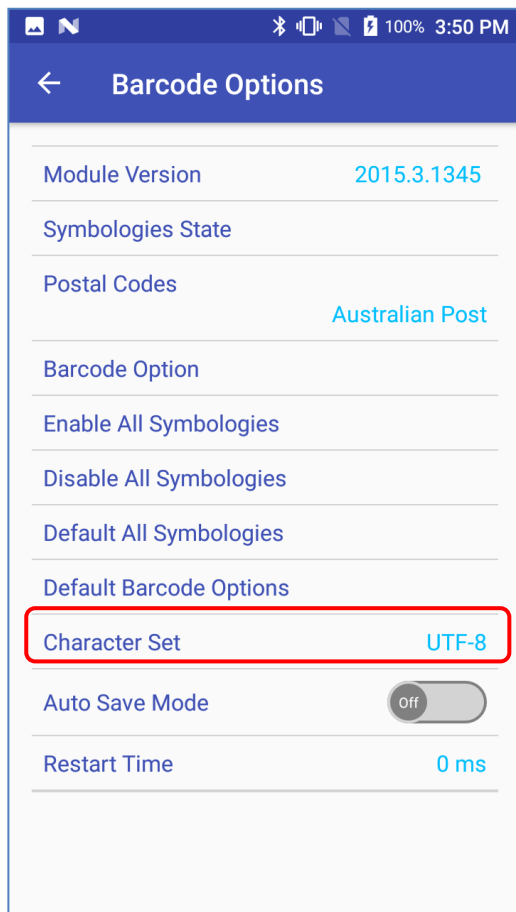 100% 3:50 PM
Barcode Options
Module Version 2015.3.1345
Symbologies State
Postal Codes
Australian Post
Barcode Option
Enable All Symbologies
Disable All Symbologies
Default All Symbologies
Default Barcode Options
Character Set UTF-8
Auto Save Mode Off
Restart Time 0 ms